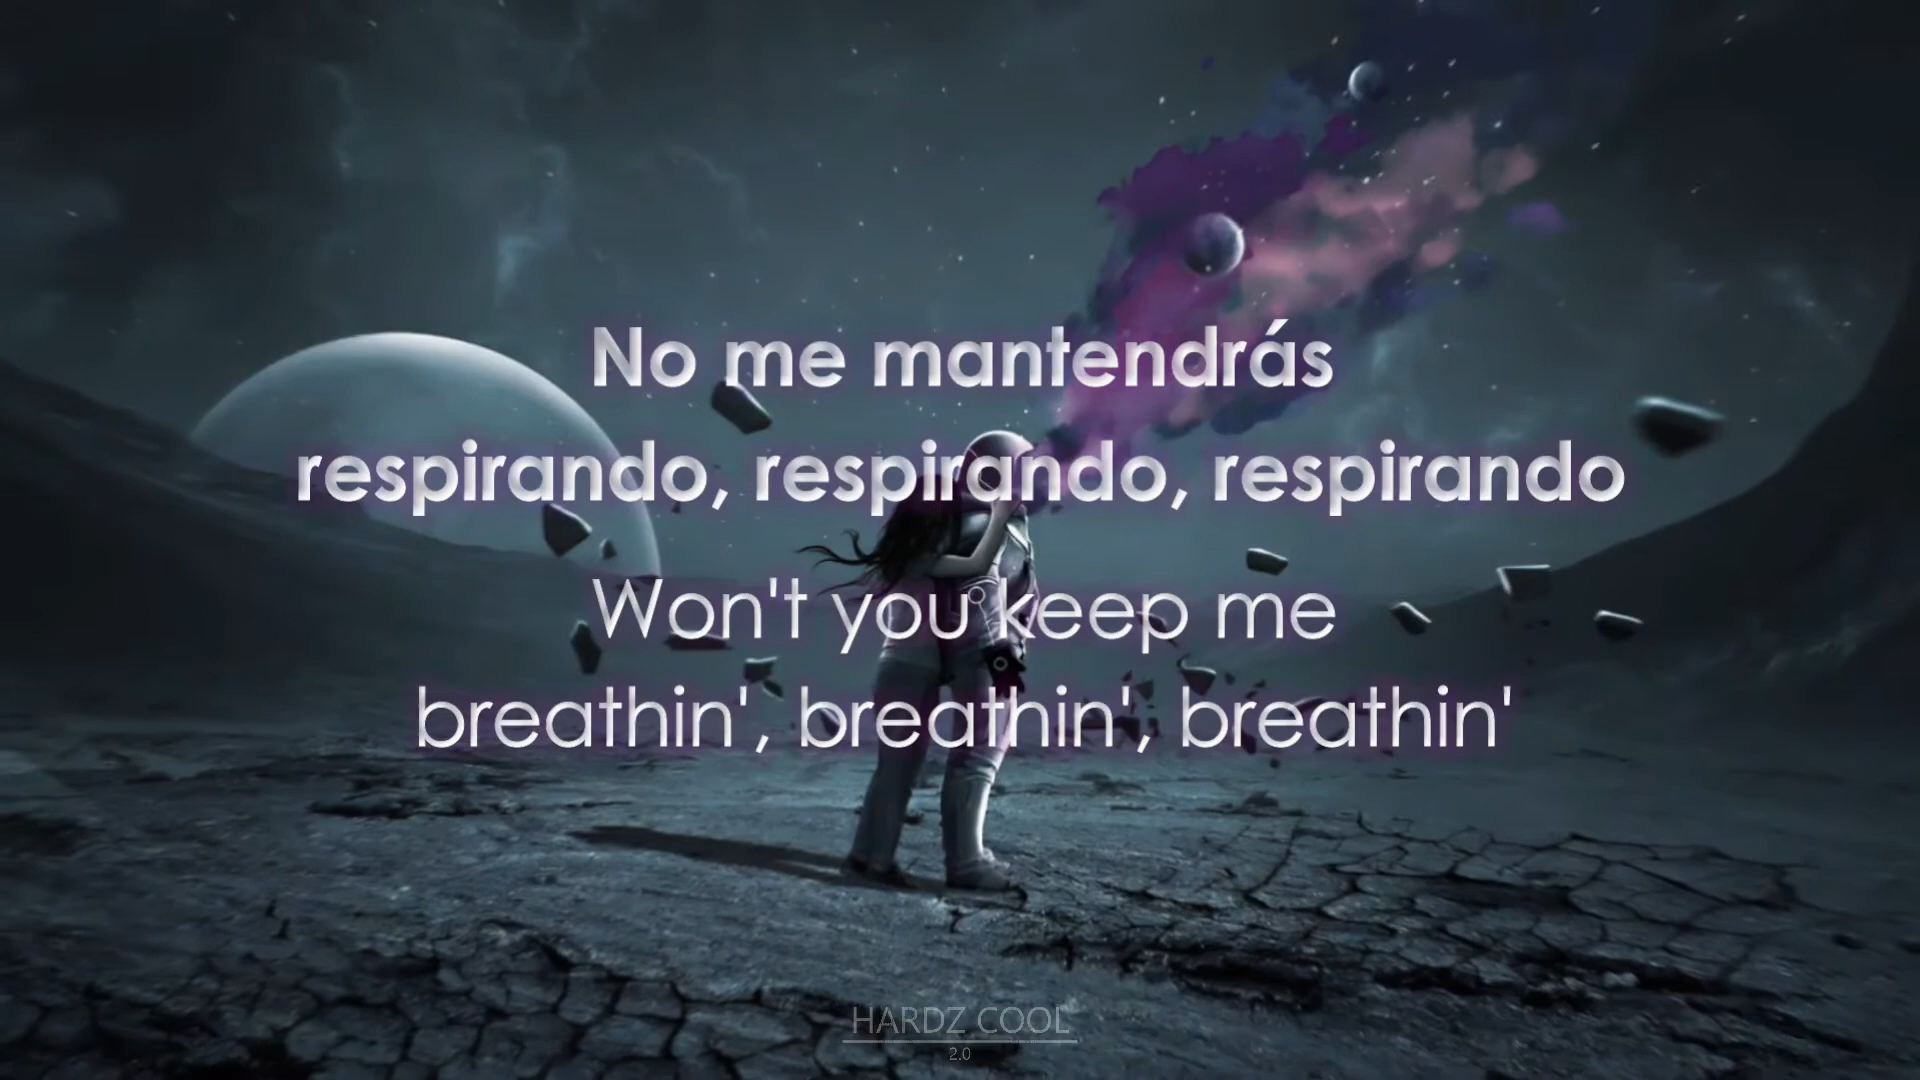 No me mantendrás
respirando, respirando, respirando
Won't you keep me
breathin', breathin', breathin'
HARDZ COOL
2.0